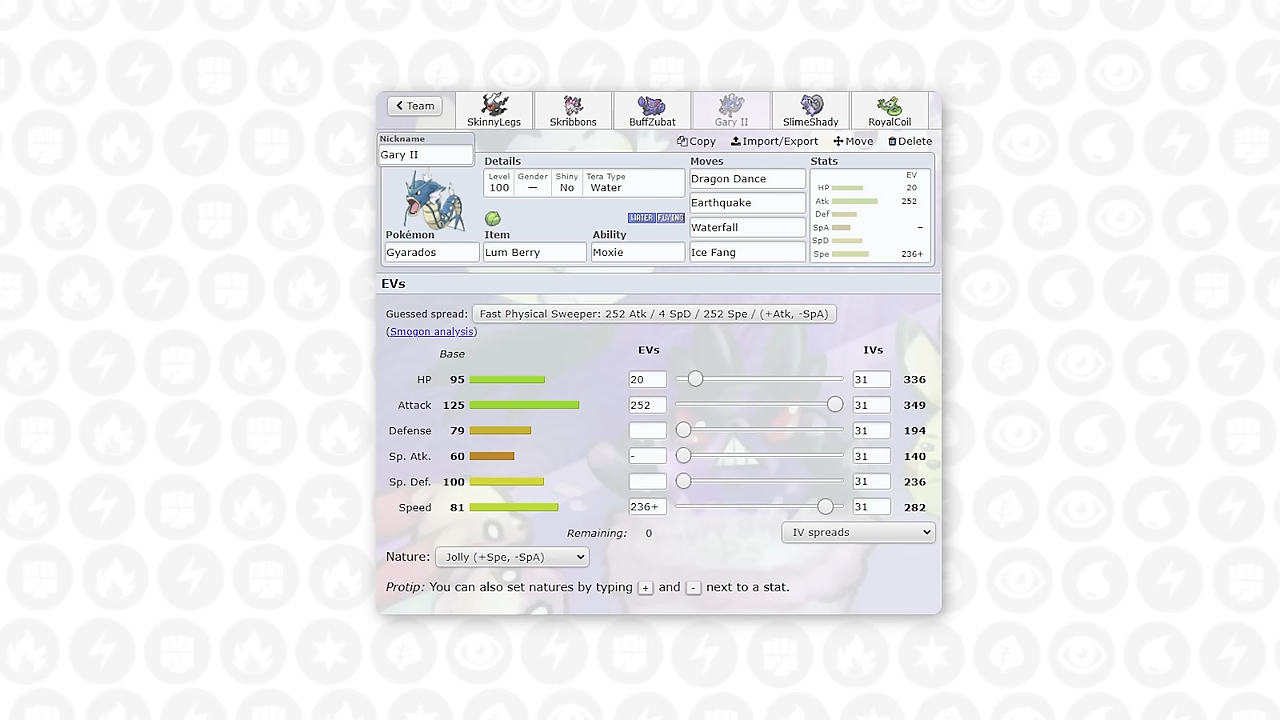 Team
SkinnyLegs Skribbons BuffZubat Gary II SlimeShady RoyalCoil
Nickname
Gary II
Copy Import/Export Move Delete
Details
Level Gender Shiny Tera Type
100 — No Water
WATER FLYING
Pokémon Item Ability
Gyarados Lum Berry Moxie
Moves
Dragon Dance
Earthquake
Waterfall
Ice Fang
Stats
EV
HP 20
Atk 252
Def
SpA −
SpD
Spe 236+
EVs
Guessed spread: Fast Physical Sweeper: 252 Atk / 4 SpD / 252 Spe / (+Atk, -SpA)
(Smogon analysis)
Base EVs IVs
HP 95 20 31 336
Attack 125 252 31 349
Defense 79 31 194
Sp. Atk. 60 - 31 140
Sp. Def. 100 31 236
Speed 81 236+ 31 282
Remaining: 0 IV spreads
Nature: Jolly (+Spe, -SpA)
Protip: You can also set natures by typing + and - next to a stat.